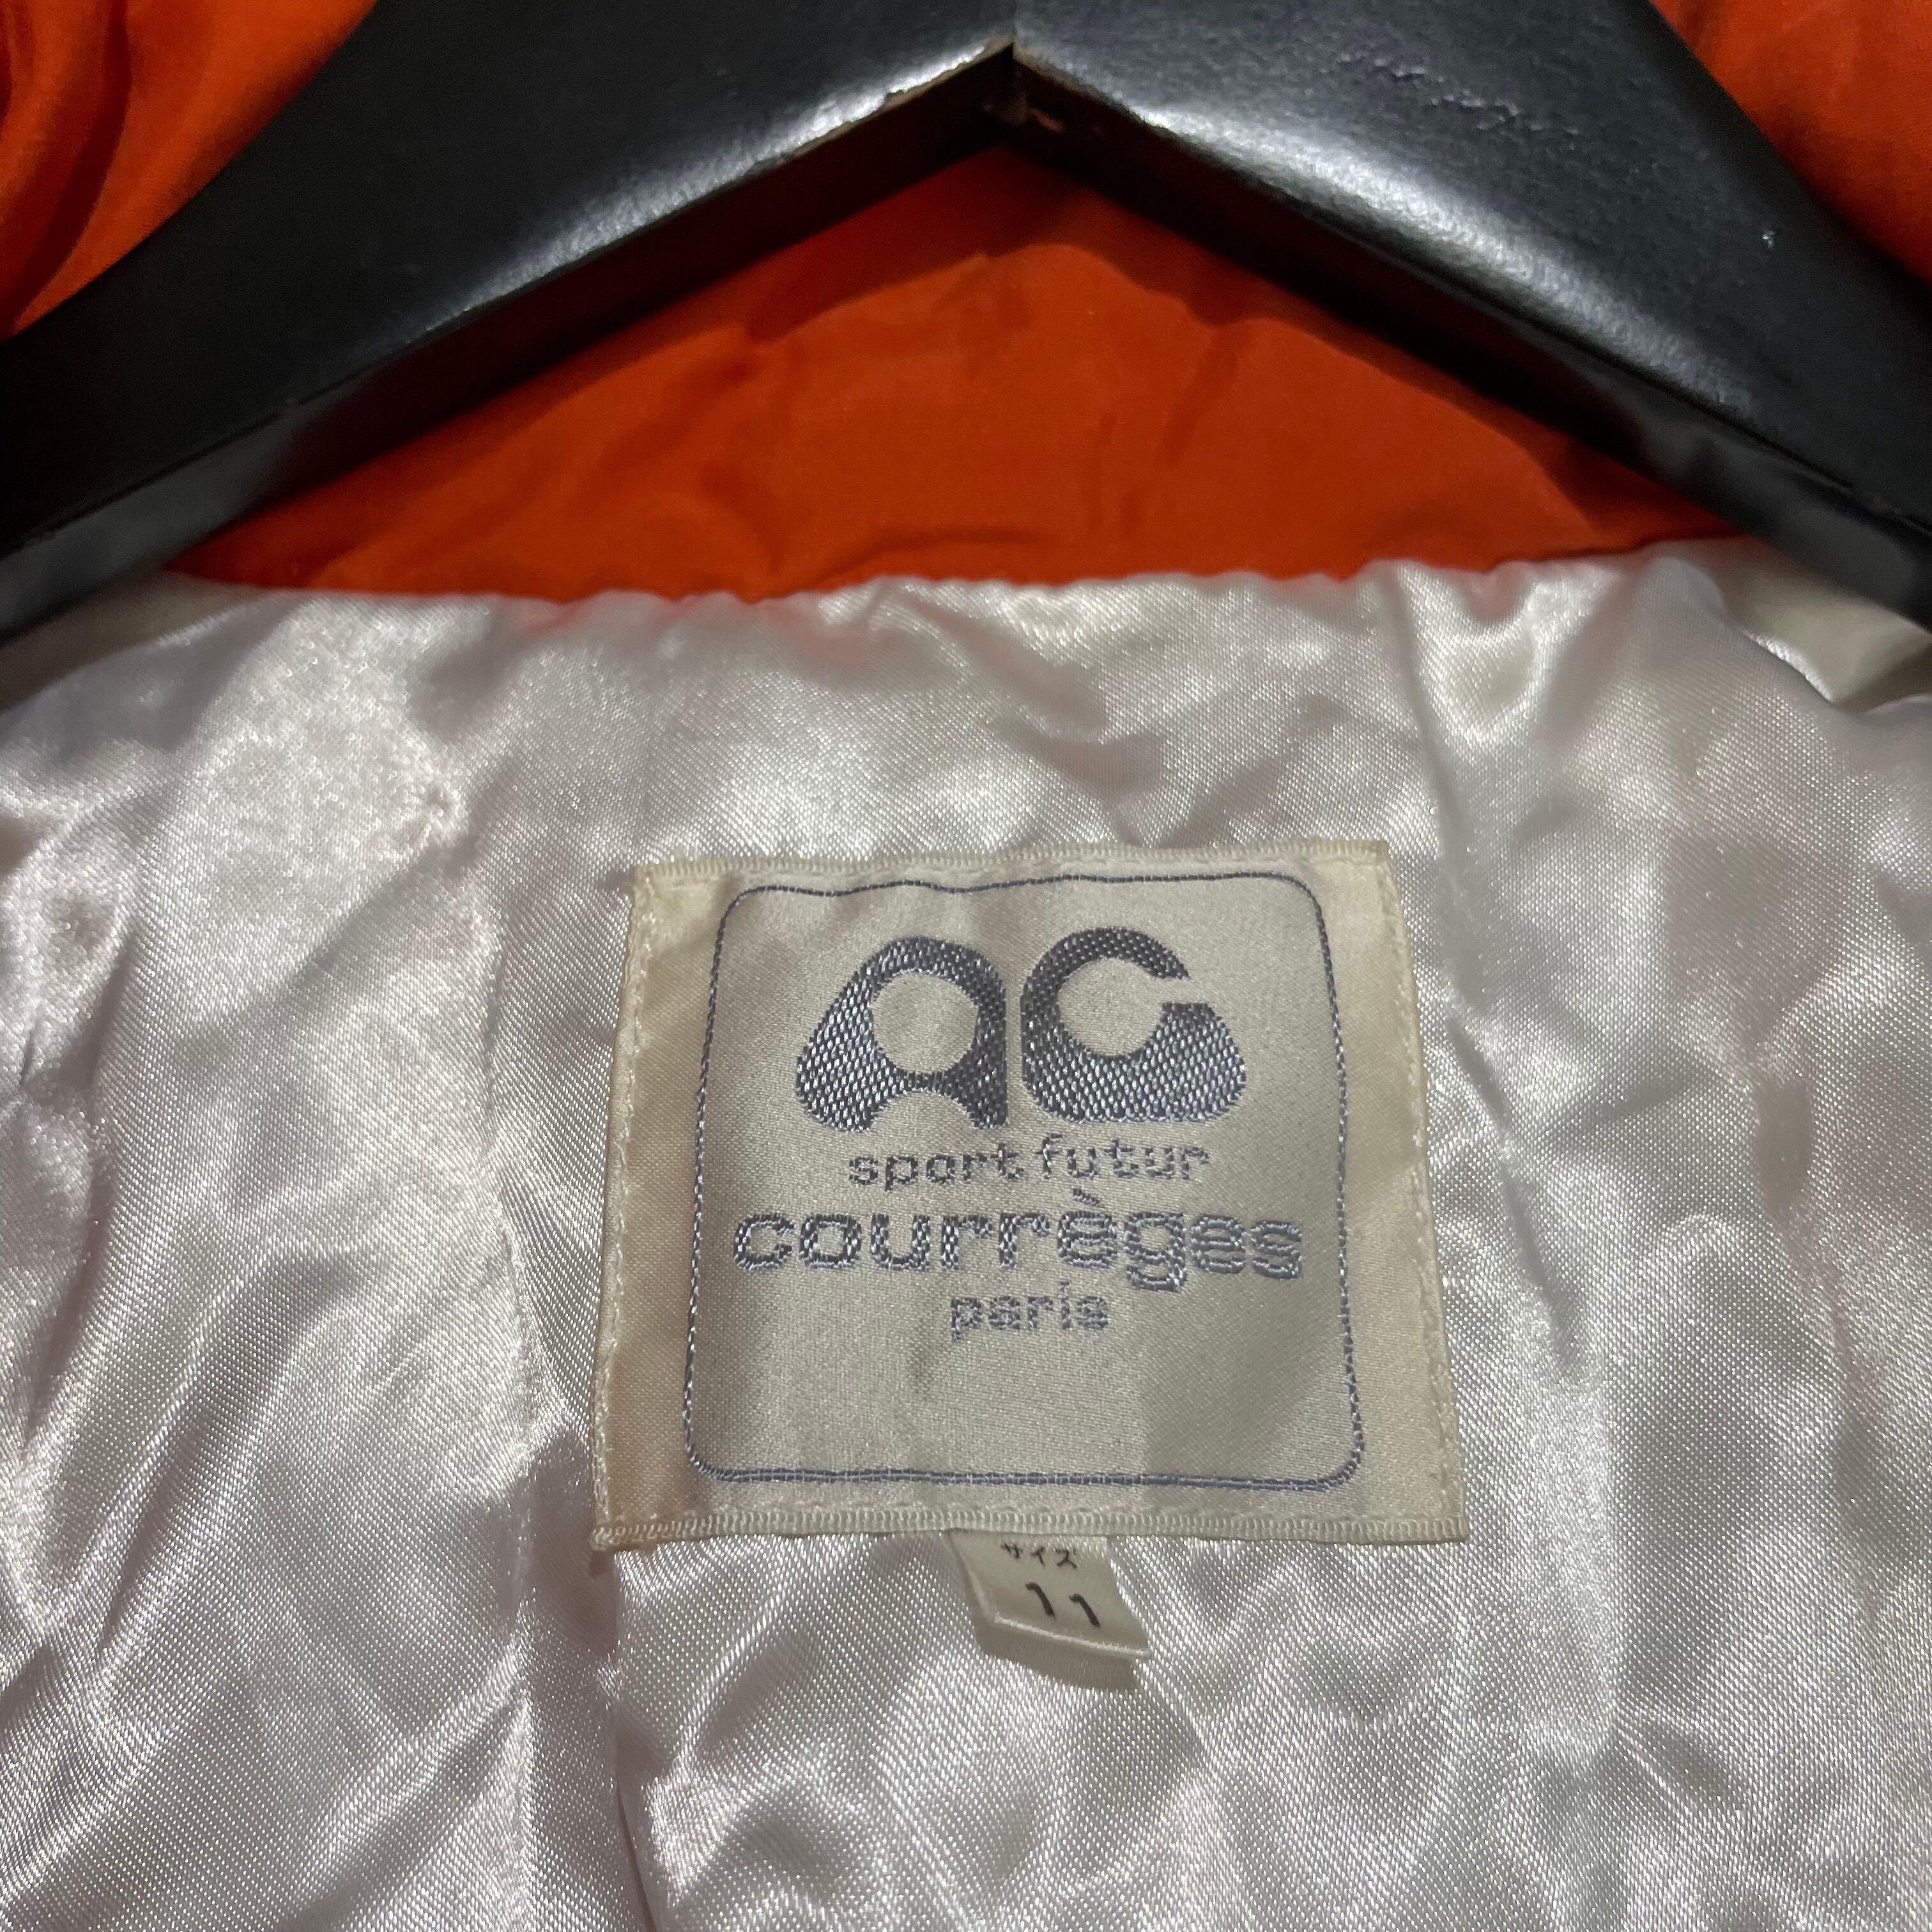 AC
sport futur
courrèges
paris
サイズ
11